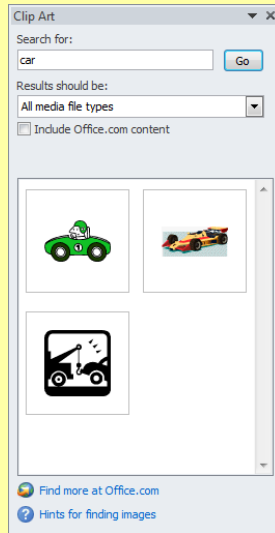 Clip Art
Search for:
car
Go
Results should be:
All media file types
Include Office.com content
1
Find more at Office.com
Hints for finding images